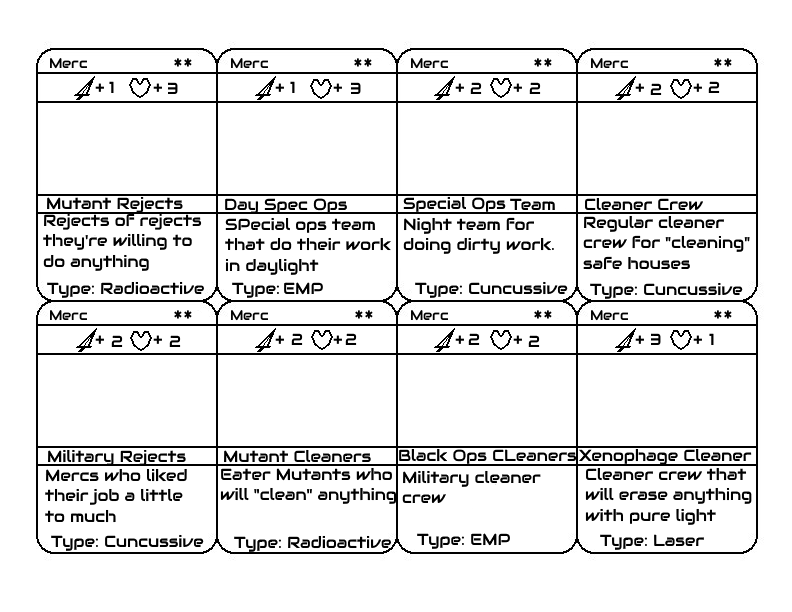 Merc **
+1 +3
Mutant Rejects
Rejects of rejects
they're willing to
do anything
Type: Radioactive
Merc **
+1 + 3
Day Spec Ops
SPecial ops team
that do their work
in daylight
Type: EMP
Merc **
+ 2 + 2
Special Ops Team
Night team for
doing dirty work.
Type: Cuncussive
Merc **
+ 2 + 2
Cleaner Crew
Regular cleaner
crew for "cleaning"
safe houses
Type: Cuncussive
Merc **
+ 2 + 2
Military Rejects
Mercs who liked
their job a little
to much
Type: Cuncussive
Merc **
+ 2 +2
Mutant Cleaners
Eater Mutants who
will "clean" anything
Type: Radioactive
Merc **
+2 + 2
Black Ops CLeaners
Military cleaner
crew
Type: EMP
Merc **
+ 3 + 1
Xenophage Cleaner
Cleaner crew that
will erase anything
with pure light
Type: Laser